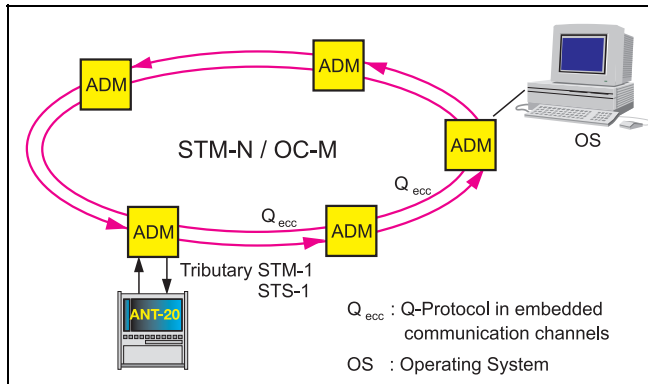 ADM
ADM
OS
ADM
STM-N / OC-M
Q ecc
Q ecc
ADM
ADM
Tributary STM-1
STS-1
ANT-20
Q ecc : Q-Protocol in embedded
communication channels
OS : Operating System